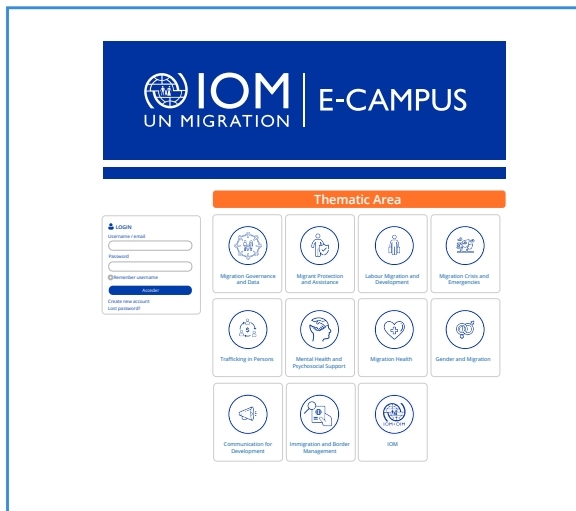 IOM
UN MIGRATION
E-CAMPUS
Thematic Area
LOGIN
Username / email
Password
Remember username
Acceder
Create new account
Lost password?
Migration Governance
and Data
Migrant Protection
and Assistance
Labour Migration and
Development
Migration Crisis and
Emergencies
$
Trafficking in Persons
Mental Health and
Psychosocial Support
Migration Health
Gender and Migration
Communication for
Development
Immigration and Border
Management
IOM•OIM
IOM